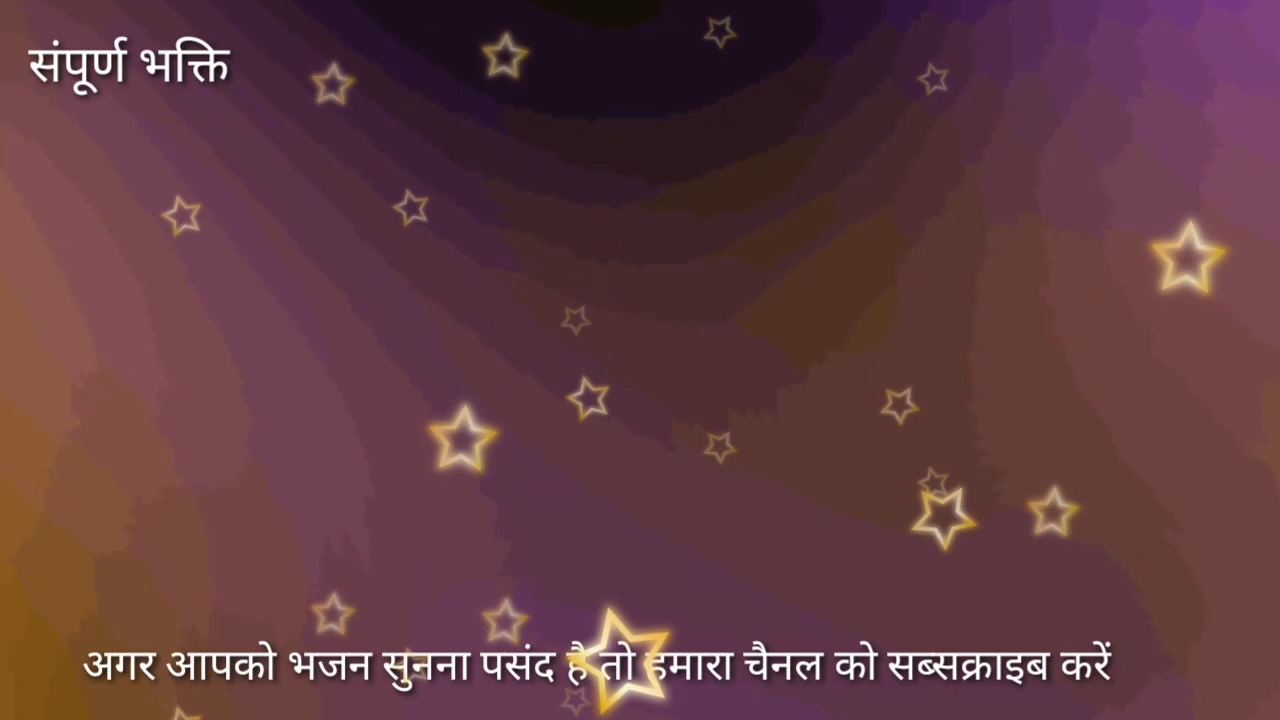 संपूर्ण भक्ति
अगर आपको भजन सुनना पसंद है तो हमारा चैनल को सब्सक्राइब करें